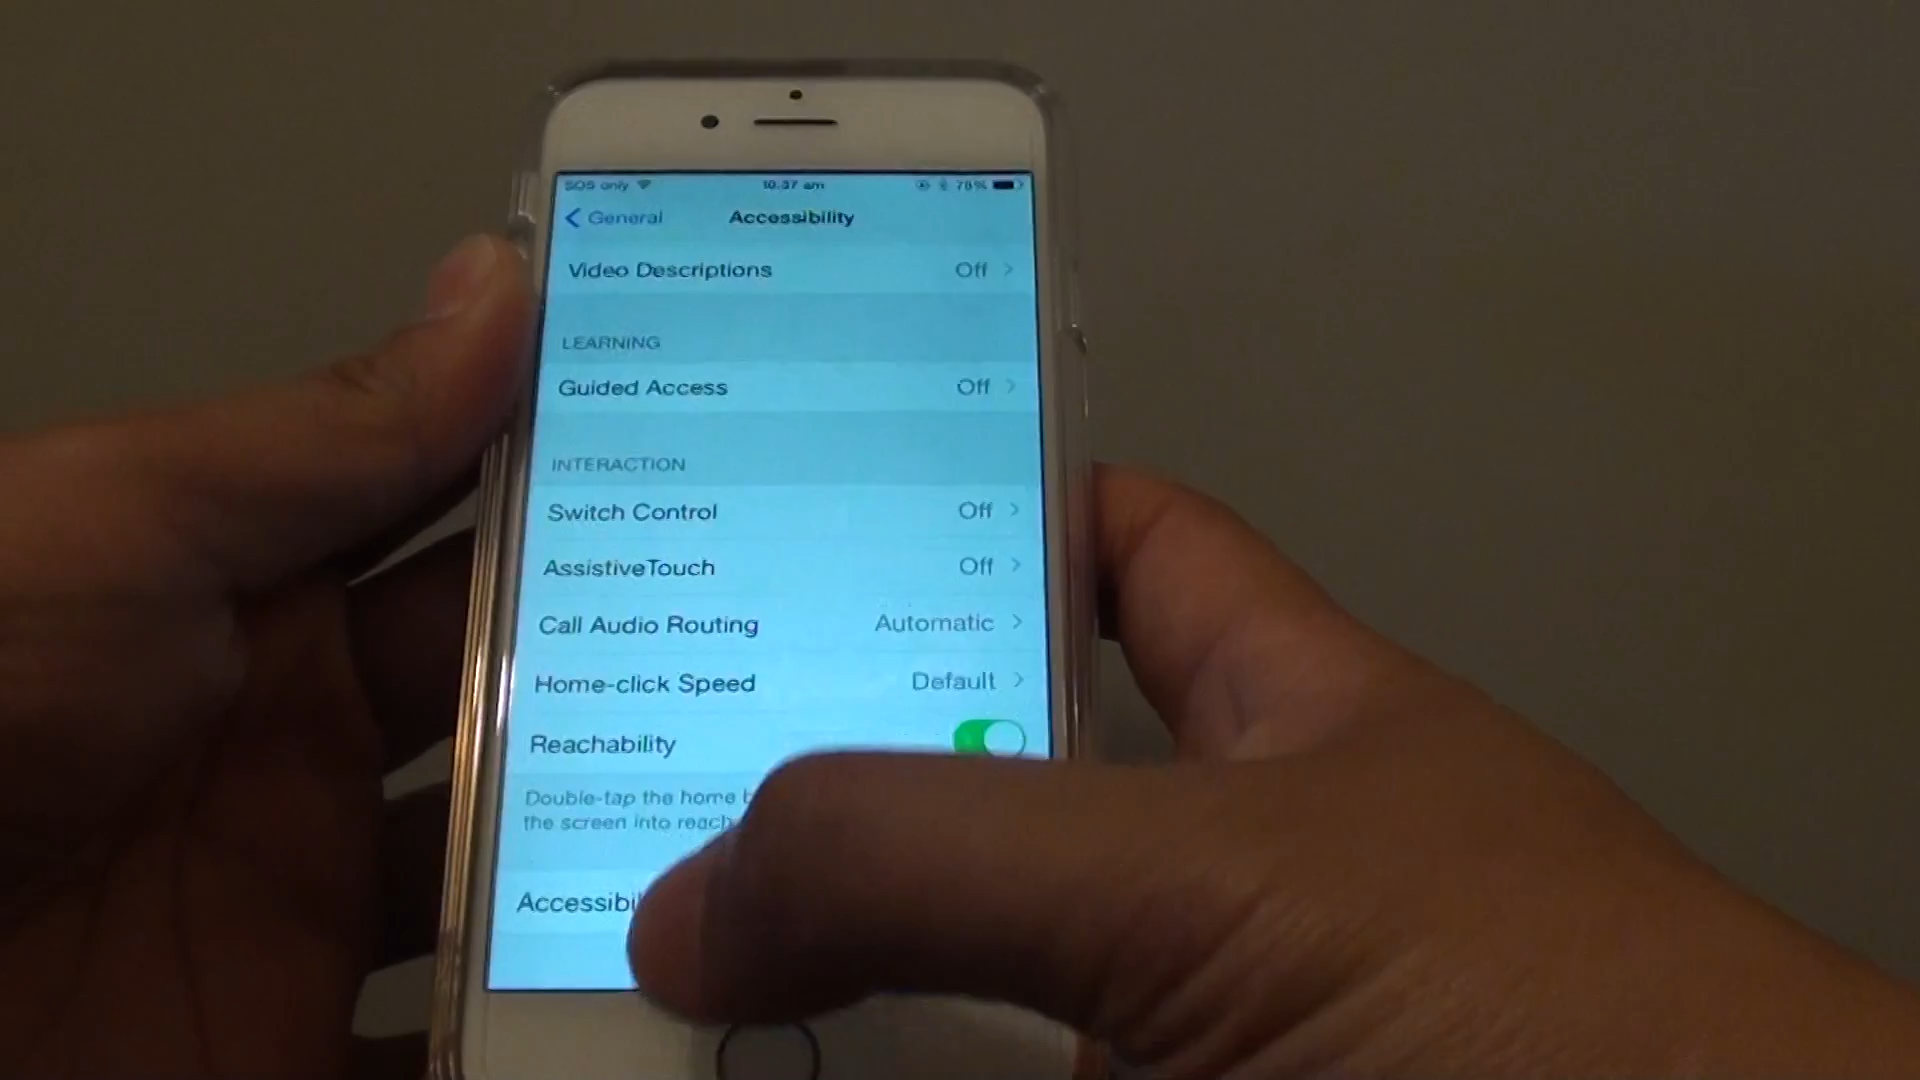 SOS only 10:37 am 78%
General Accessibility
Video Descriptions Off
LEARNING
Guided Access Off
INTERACTION
Switch Control Off
AssistiveTouch Off
Call Audio Routing Automatic
Home-click Speed Default
Reachability
Double-tap the home
the screen into reach